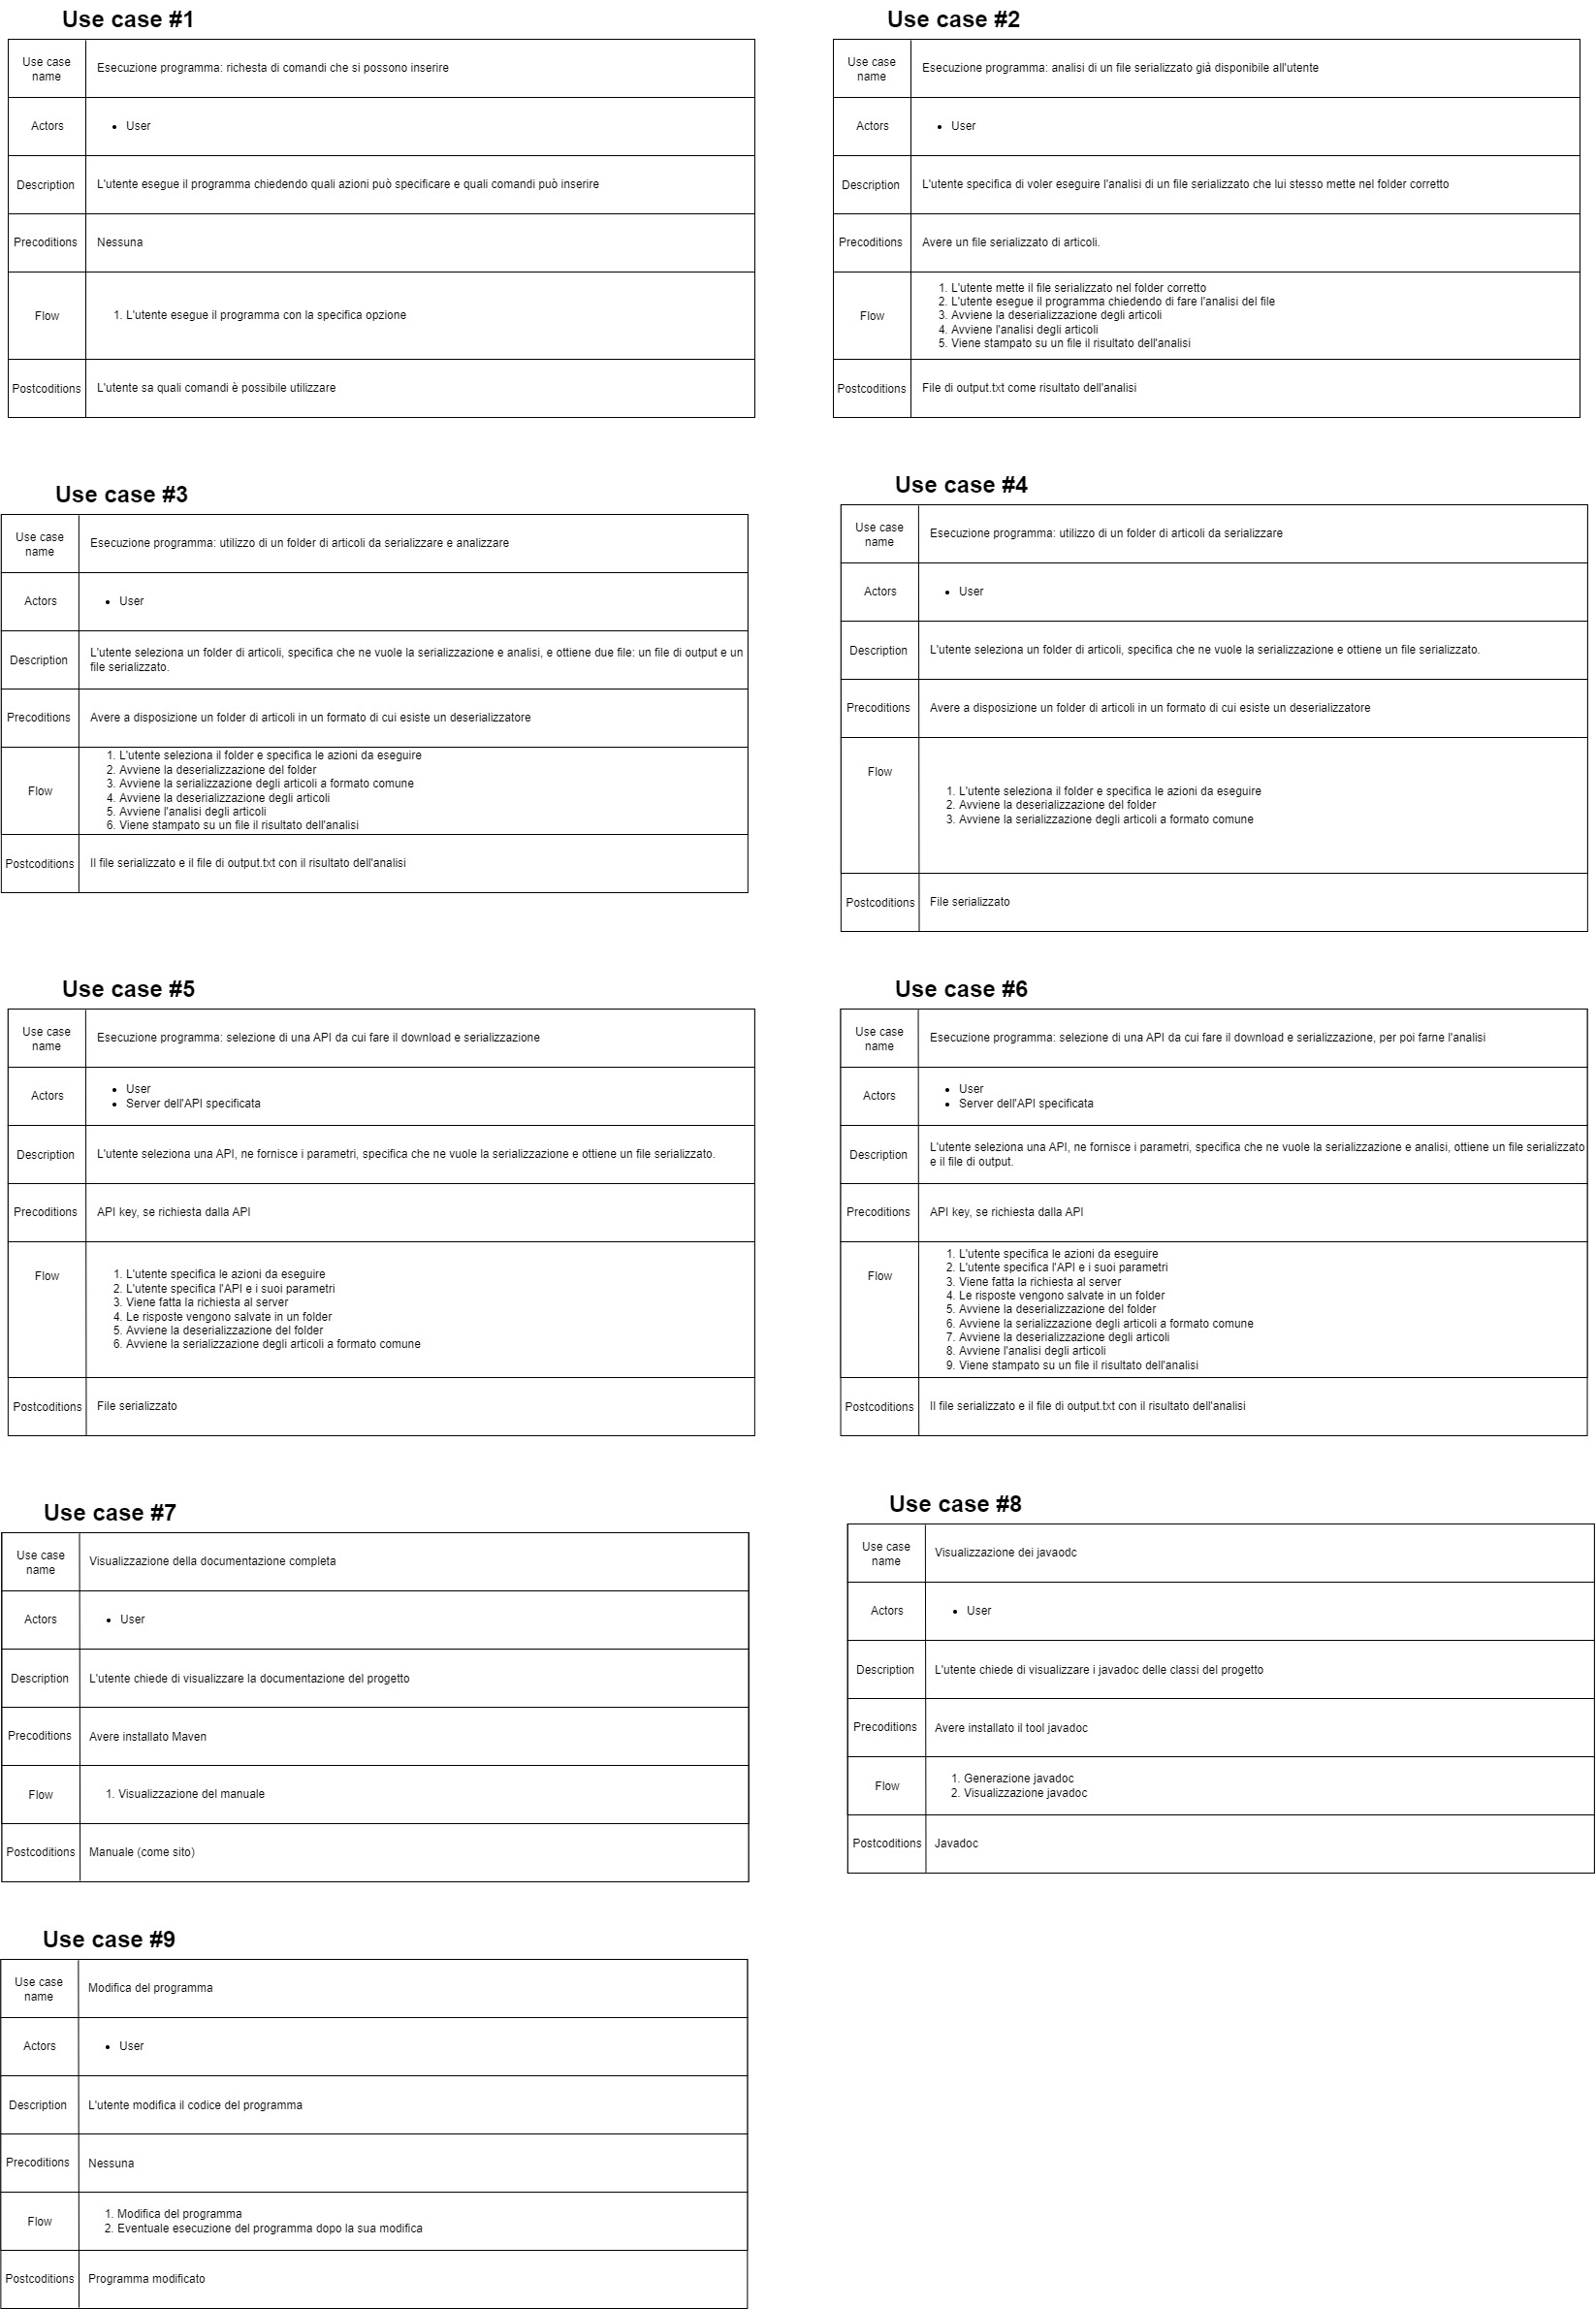 Use case #1
Use case
name
Esecuzione programma: richesta di comandi che si possono inserire
Actors
• User
Description
L'utente esegue il programma chiedendo quali azioni può specificare e quali comandi può inserire
Precoditions
Nessuna
Flow
1. L'utente esegue il programma con la specifica opzione
Postcoditions
L'utente sa quali comandi è possibile utilizzare
Use case #2
Use case
name
Esecuzione programma: analisi di un file serializzato già disponibile all'utente
Actors
• User
Description
L'utente specifica di voler eseguire l'analisi di un file serializzato che lui stesso mette nel folder corretto
Precoditions
Avere un file serializzato di articoli.
Flow
1. L'utente mette il file serializzato nel folder corretto
2. L'utente esegue il programma chiedendo di fare l'analisi del file
3. Avviene la deserializzazione degli articoli
4. Avviene l'analisi degli articoli
5. Viene stampato su un file il risultato dell'analisi
Postcoditions
File di output.txt come risultato dell'analisi
Use case #3
Use case
name
Esecuzione programma: utilizzo di un folder di articoli da serializzare e analizzare
Actors
• User
Description
L'utente seleziona un folder di articoli, specifica che ne vuole la serializzazione e analisi, e ottiene due file: un file di output e un
file serializzato.
Precoditions
Avere a disposizione un folder di articoli in un formato di cui esiste un deserializzatore
Flow
1. L'utente seleziona il folder e specifica le azioni da eseguire
2. Avviene la deserializzazione del folder
3. Avviene la serializzazione degli articoli a formato comune
4. Avviene la deserializzazione degli articoli
5. Avviene l'analisi degli articoli
6. Viene stampato su un file il risultato dell'analisi
Postcoditions
Il file serializzato e il file di output.txt con il risultato dell'analisi
Use case #4
Use case
name
Esecuzione programma: utilizzo di un folder di articoli da serializzare
Actors
• User
Description
L'utente seleziona un folder di articoli, specifica che ne vuole la serializzazione e ottiene un file serializzato.
Precoditions
Avere a disposizione un folder di articoli in un formato di cui esiste un deserializzatore
Flow
1. L'utente seleziona il folder e specifica le azioni da eseguire
2. Avviene la deserializzazione del folder
3. Avviene la serializzazione degli articoli a formato comune
Postcoditions
File serializzato
Use case #5
Use case
name
Esecuzione programma: selezione di una API da cui fare il download e serializzazione
Actors
• User
• Server dell'API specificata
Description
L'utente seleziona una API, ne fornisce i parametri, specifica che ne vuole la serializzazione e ottiene un file serializzato.
Precoditions
API key, se richiesta dalla API
Flow
1. L'utente specifica le azioni da eseguire
2. L'utente specifica l'API e i suoi parametri
3. Viene fatta la richiesta al server
4. Le risposte vengono salvate in un folder
5. Avviene la deserializzazione del folder
6. Avviene la serializzazione degli articoli a formato comune
Postcoditions
File serializzato
Use case #6
Use case
name
Esecuzione programma: selezione di una API da cui fare il download e serializzazione, per poi farne l'analisi
Actors
• User
• Server dell'API specificata
Description
L'utente seleziona una API, ne fornisce i parametri, specifica che ne vuole la serializzazione e analisi, ottiene un file serializzato
e il file di output.
Precoditions
API key, se richiesta dalla API
Flow
1. L'utente specifica le azioni da eseguire
2. L'utente specifica l'API e i suoi parametri
3. Viene fatta la richiesta al server
4. Le risposte vengono salvate in un folder
5. Avviene la deserializzazione del folder
6. Avviene la serializzazione degli articoli a formato comune
7. Avviene la deserializzazione degli articoli
8. Avviene l'analisi degli articoli
9. Viene stampato su un file il risultato dell'analisi
Postcoditions
Il file serializzato e il file di output.txt con il risultato dell'analisi
Use case #7
Use case
name
Visualizzazione della documentazione completa
Actors
• User
Description
L'utente chiede di visualizzare la documentazione del progetto
Precoditions
Avere installato Maven
Flow
1. Visualizzazione del manuale
Postcoditions
Manuale (come sito)
Use case #8
Use case
name
Visualizzazione dei javaodc
Actors
• User
Description
L'utente chiede di visualizzare i javadoc delle classi del progetto
Precoditions
Avere installato il tool javadoc
Flow
1. Generazione javadoc
2. Visualizzazione javadoc
Postcoditions
Javadoc
Use case #9
Use case
name
Modifica del programma
Actors
• User
Description
L'utente modifica il codice del programma
Precoditions
Nessuna
Flow
1. Modifica del programma
2. Eventuale esecuzione del programma dopo la sua modifica
Postcoditions
Programma modificato